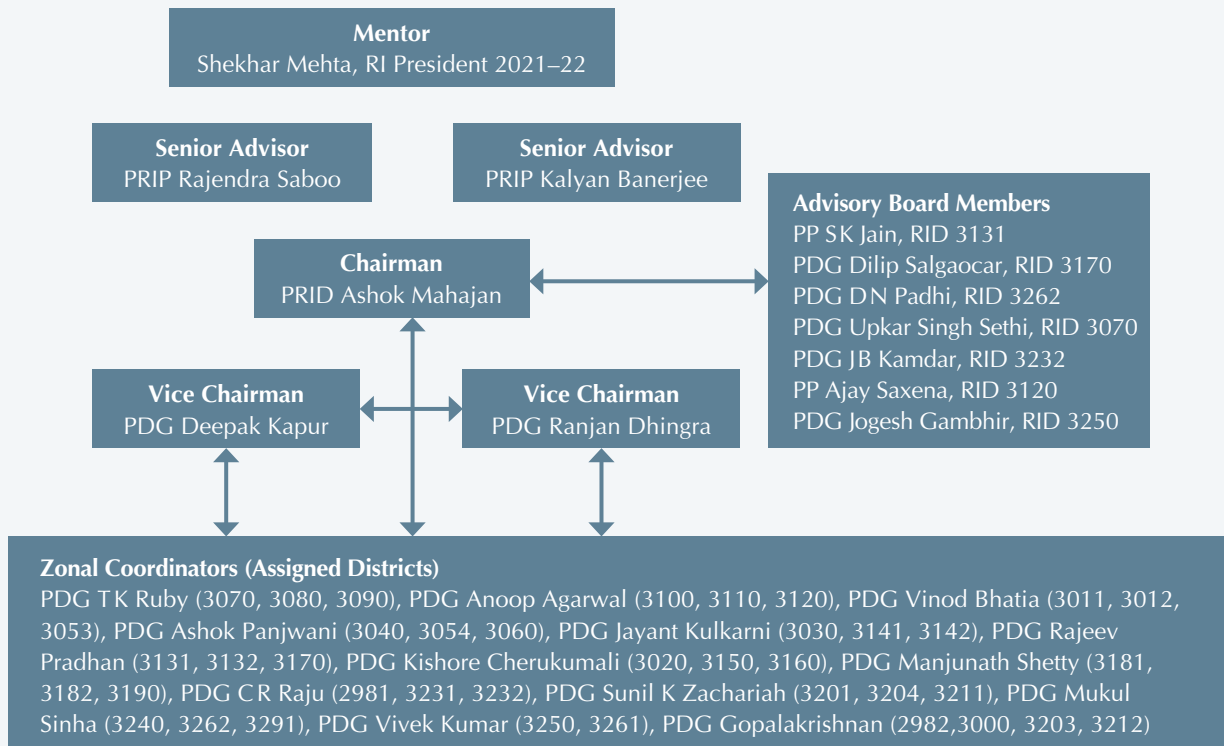 Mentor
Shekhar Mehta, RI President 2021–22
Senior Advisor
PRIP Rajendra Saboo
Senior Advisor
PRIP Kalyan Banerjee
Advisory Board Members
PP SK Jain, RID 3131
PDG Dilip Salgaocar, RID 3170
PDG DN Padhi, RID 3262
PDG Upkar Singh Sethi, RID 3070
PDG JB Kamdar, RID 3232
PP Ajay Saxena, RID 3120
PDG Jogesh Gambhir, RID 3250
Chairman
PRID Ashok Mahajan
Vice Chairman
PDG Deepak Kapur
Vice Chairman
PDG Ranjan Dhingra
Zonal Coordinators (Assigned Districts)
PDG TK Ruby (3070, 3080, 3090), PDG Anoop Agarwal (3100, 3110, 3120), PDG Vinod Bhatia (3011, 3012,
3053), PDG Ashok Panjwani (3040, 3054, 3060), PDG Jayant Kulkarni (3030, 3141, 3142), PDG Rajeev
Pradhan (3131, 3132, 3170), PDG Kishore Cherukumali (3020, 3150, 3160), PDG Manjunath Shetty (3181,
3182, 3190), PDG CR Raju (2981, 3231, 3232), PDG Sunil K Zachariah (3201, 3204, 3211), PDG Mukul
Sinha (3240, 3262, 3291), PDG Vivek Kumar (3250, 3261), PDG Gopalakrishnan (2982,3000, 3203, 3212)